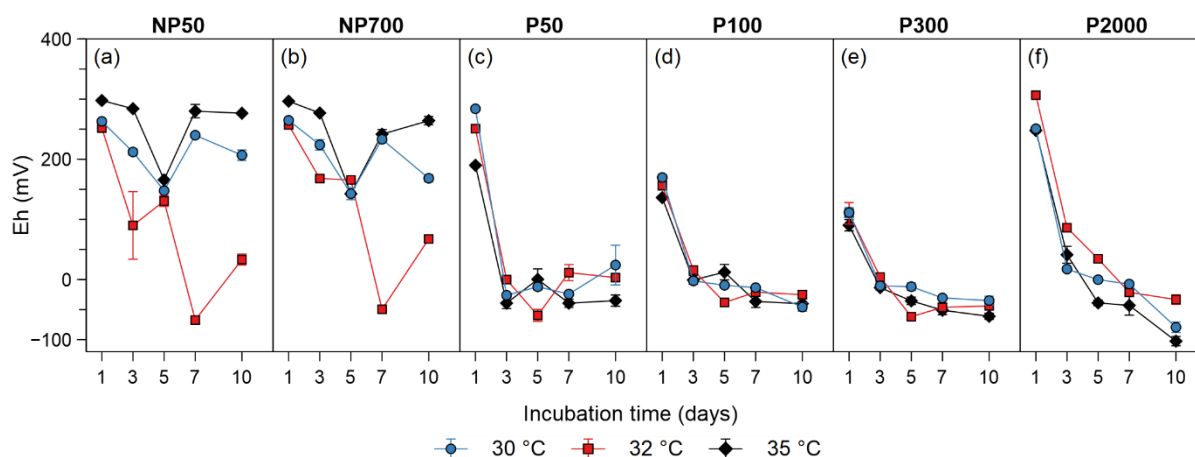 NP50 NP700 P50 P100 P300 P2000
400 (a) (b) (c) (d) (e) (f)
200
0
−100
Eh (mV)
1 3 5 7 10 1 3 5 7 10 1 3 5 7 10 1 3 5 7 10 1 3 5 7 10 1 3 5 7 10
Incubation time (days)
30 °C 32 °C 35 °C